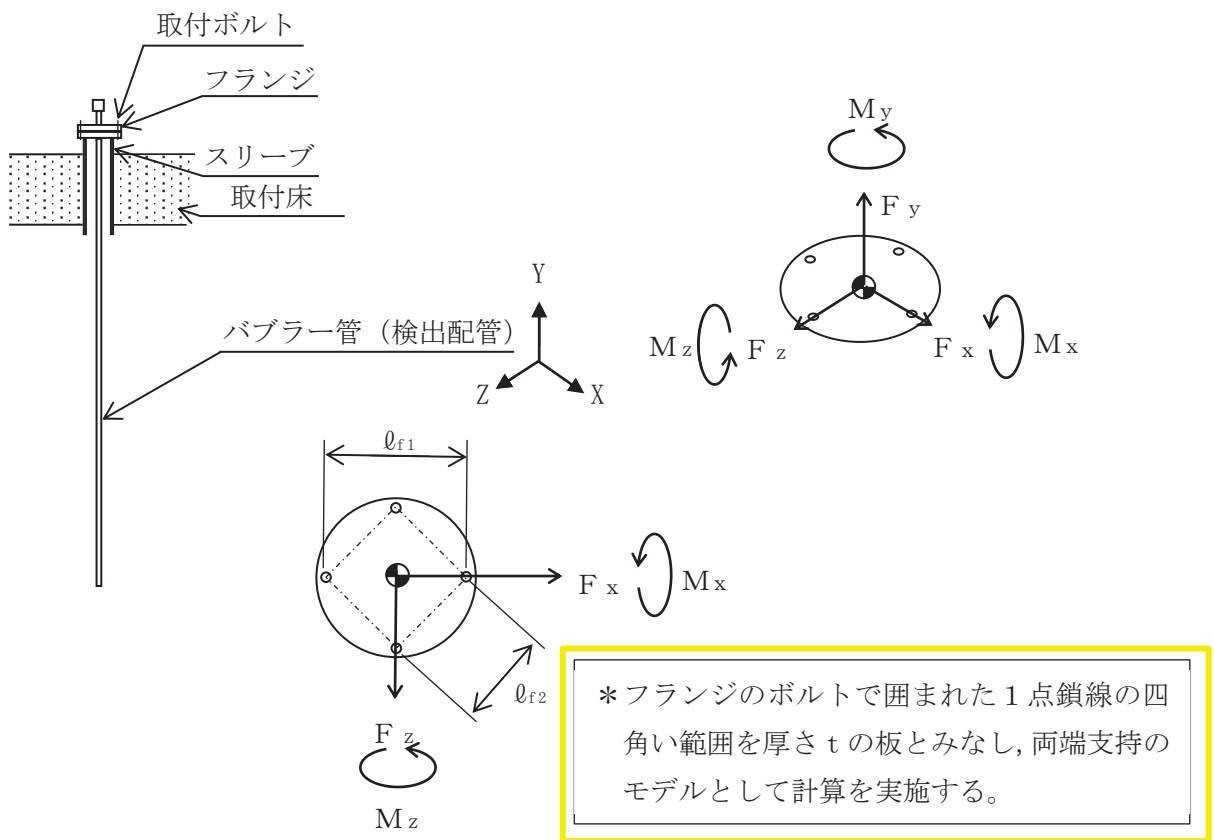 取付ボルト
フランジ
スリーブ
取付床
バブラー管（検出配管）
Y
Z
X
My
Fy
Mz
Fz
Fx
Mx
ℓf1
Fx
Mx
ℓf2
Fz
Mz
＊フランジのボルトで囲まれた１点鎖線の四
角い範囲を厚さｔの板とみなし,両端支持の
モデルとして計算を実施する。